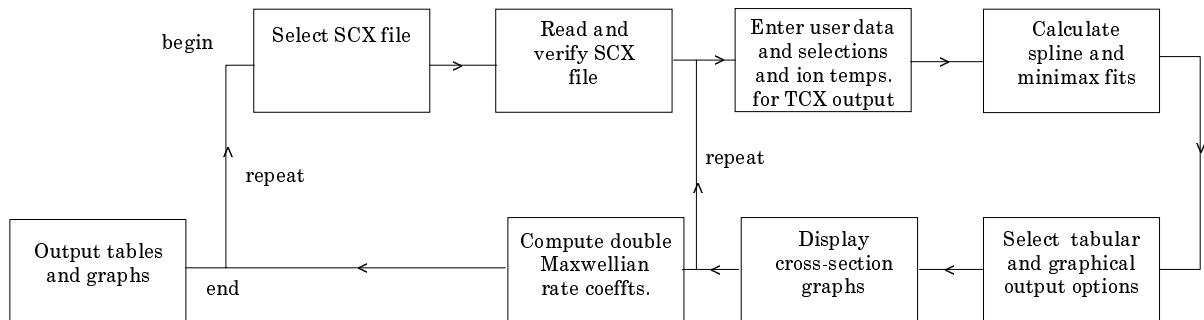 begin
Select SCX file
Read and
verify SCX
file
Enter user data
and selections
and ion temps.
for TCX output
Calculate
spline and
minimax fits
repeat
repeat
Output tables
and graphs
end
Compute double
Maxwellian
rate coeffts.
Display
cross-section
graphs
Select tabular
and graphical
output options